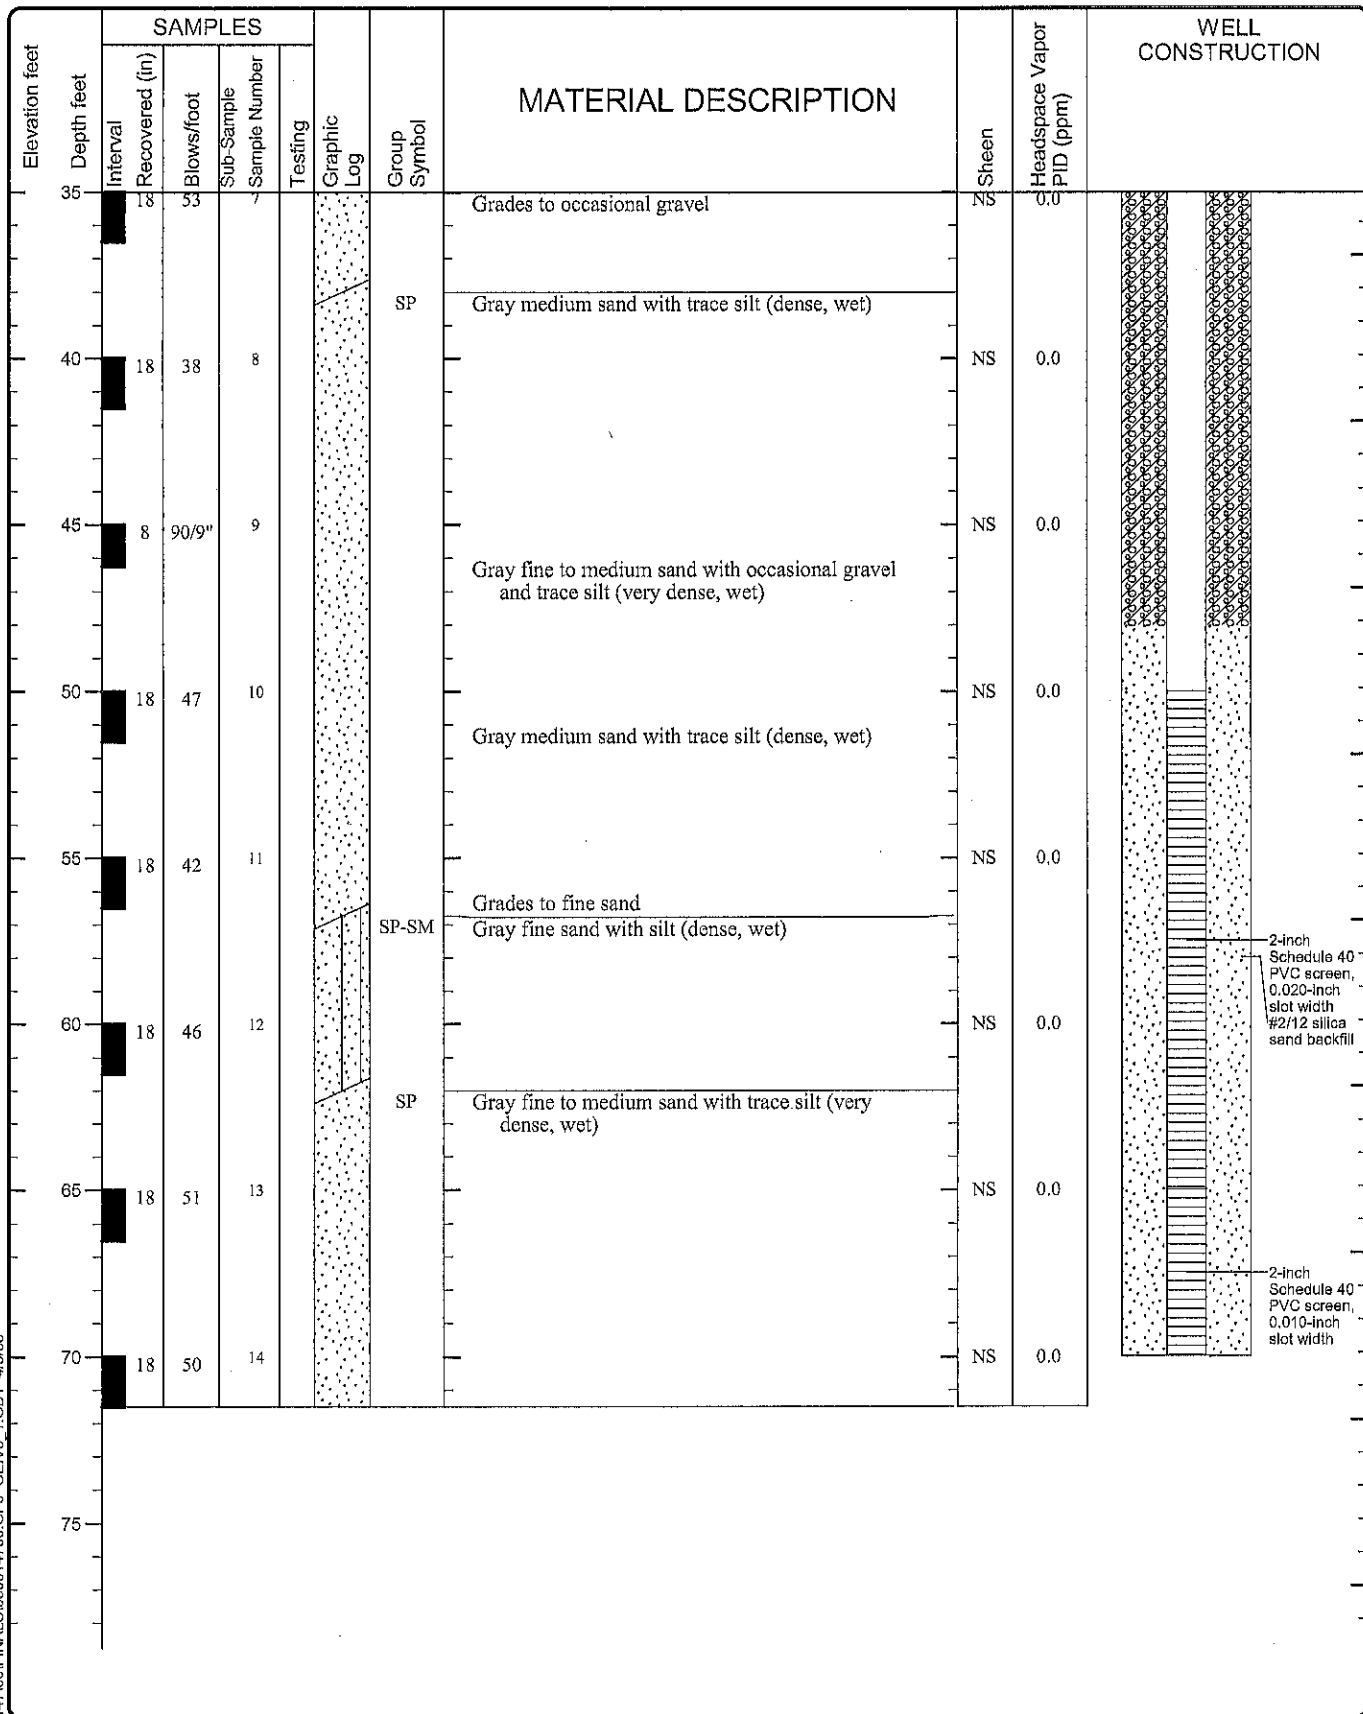 SAMPLES
WELL
CONSTRUCTION
MATERIAL DESCRIPTION
Elevation feet
Depth feet
Interval
Recovered (in)
Blows/foot
Sub-Sample
Sample Number
Testing
Graphic
Log
Group
Symbol
Sheen
Headspace Vapor
PID (ppm)
35 18 53 7 Grades to occasional gravel NS 0.0
SP Gray medium sand with trace silt (dense, wet)
40 18 38 8 NS 0.0
45 8 90/9" 9 NS 0.0
Gray fine to medium sand with occasional gravel
and trace silt (very dense, wet)
50 18 47 10 NS 0.0
Gray medium sand with trace silt (dense, wet)
55 18 42 11 NS 0.0
Grades to fine sand
SP-SM Gray fine sand with silt (dense, wet)
2-inch
Schedule 40
PVC screen,
0.020-inch
slot width
#2/12 silica
sand backfill
60 18 46 12 NS 0.0
SP Gray fine to medium sand with trace silt (very
dense, wet)
65 18 51 13 NS 0.0
2-inch
Schedule 40
PVC screen,
0.010-inch
slot width
70 18 50 14 NS 0.0
75